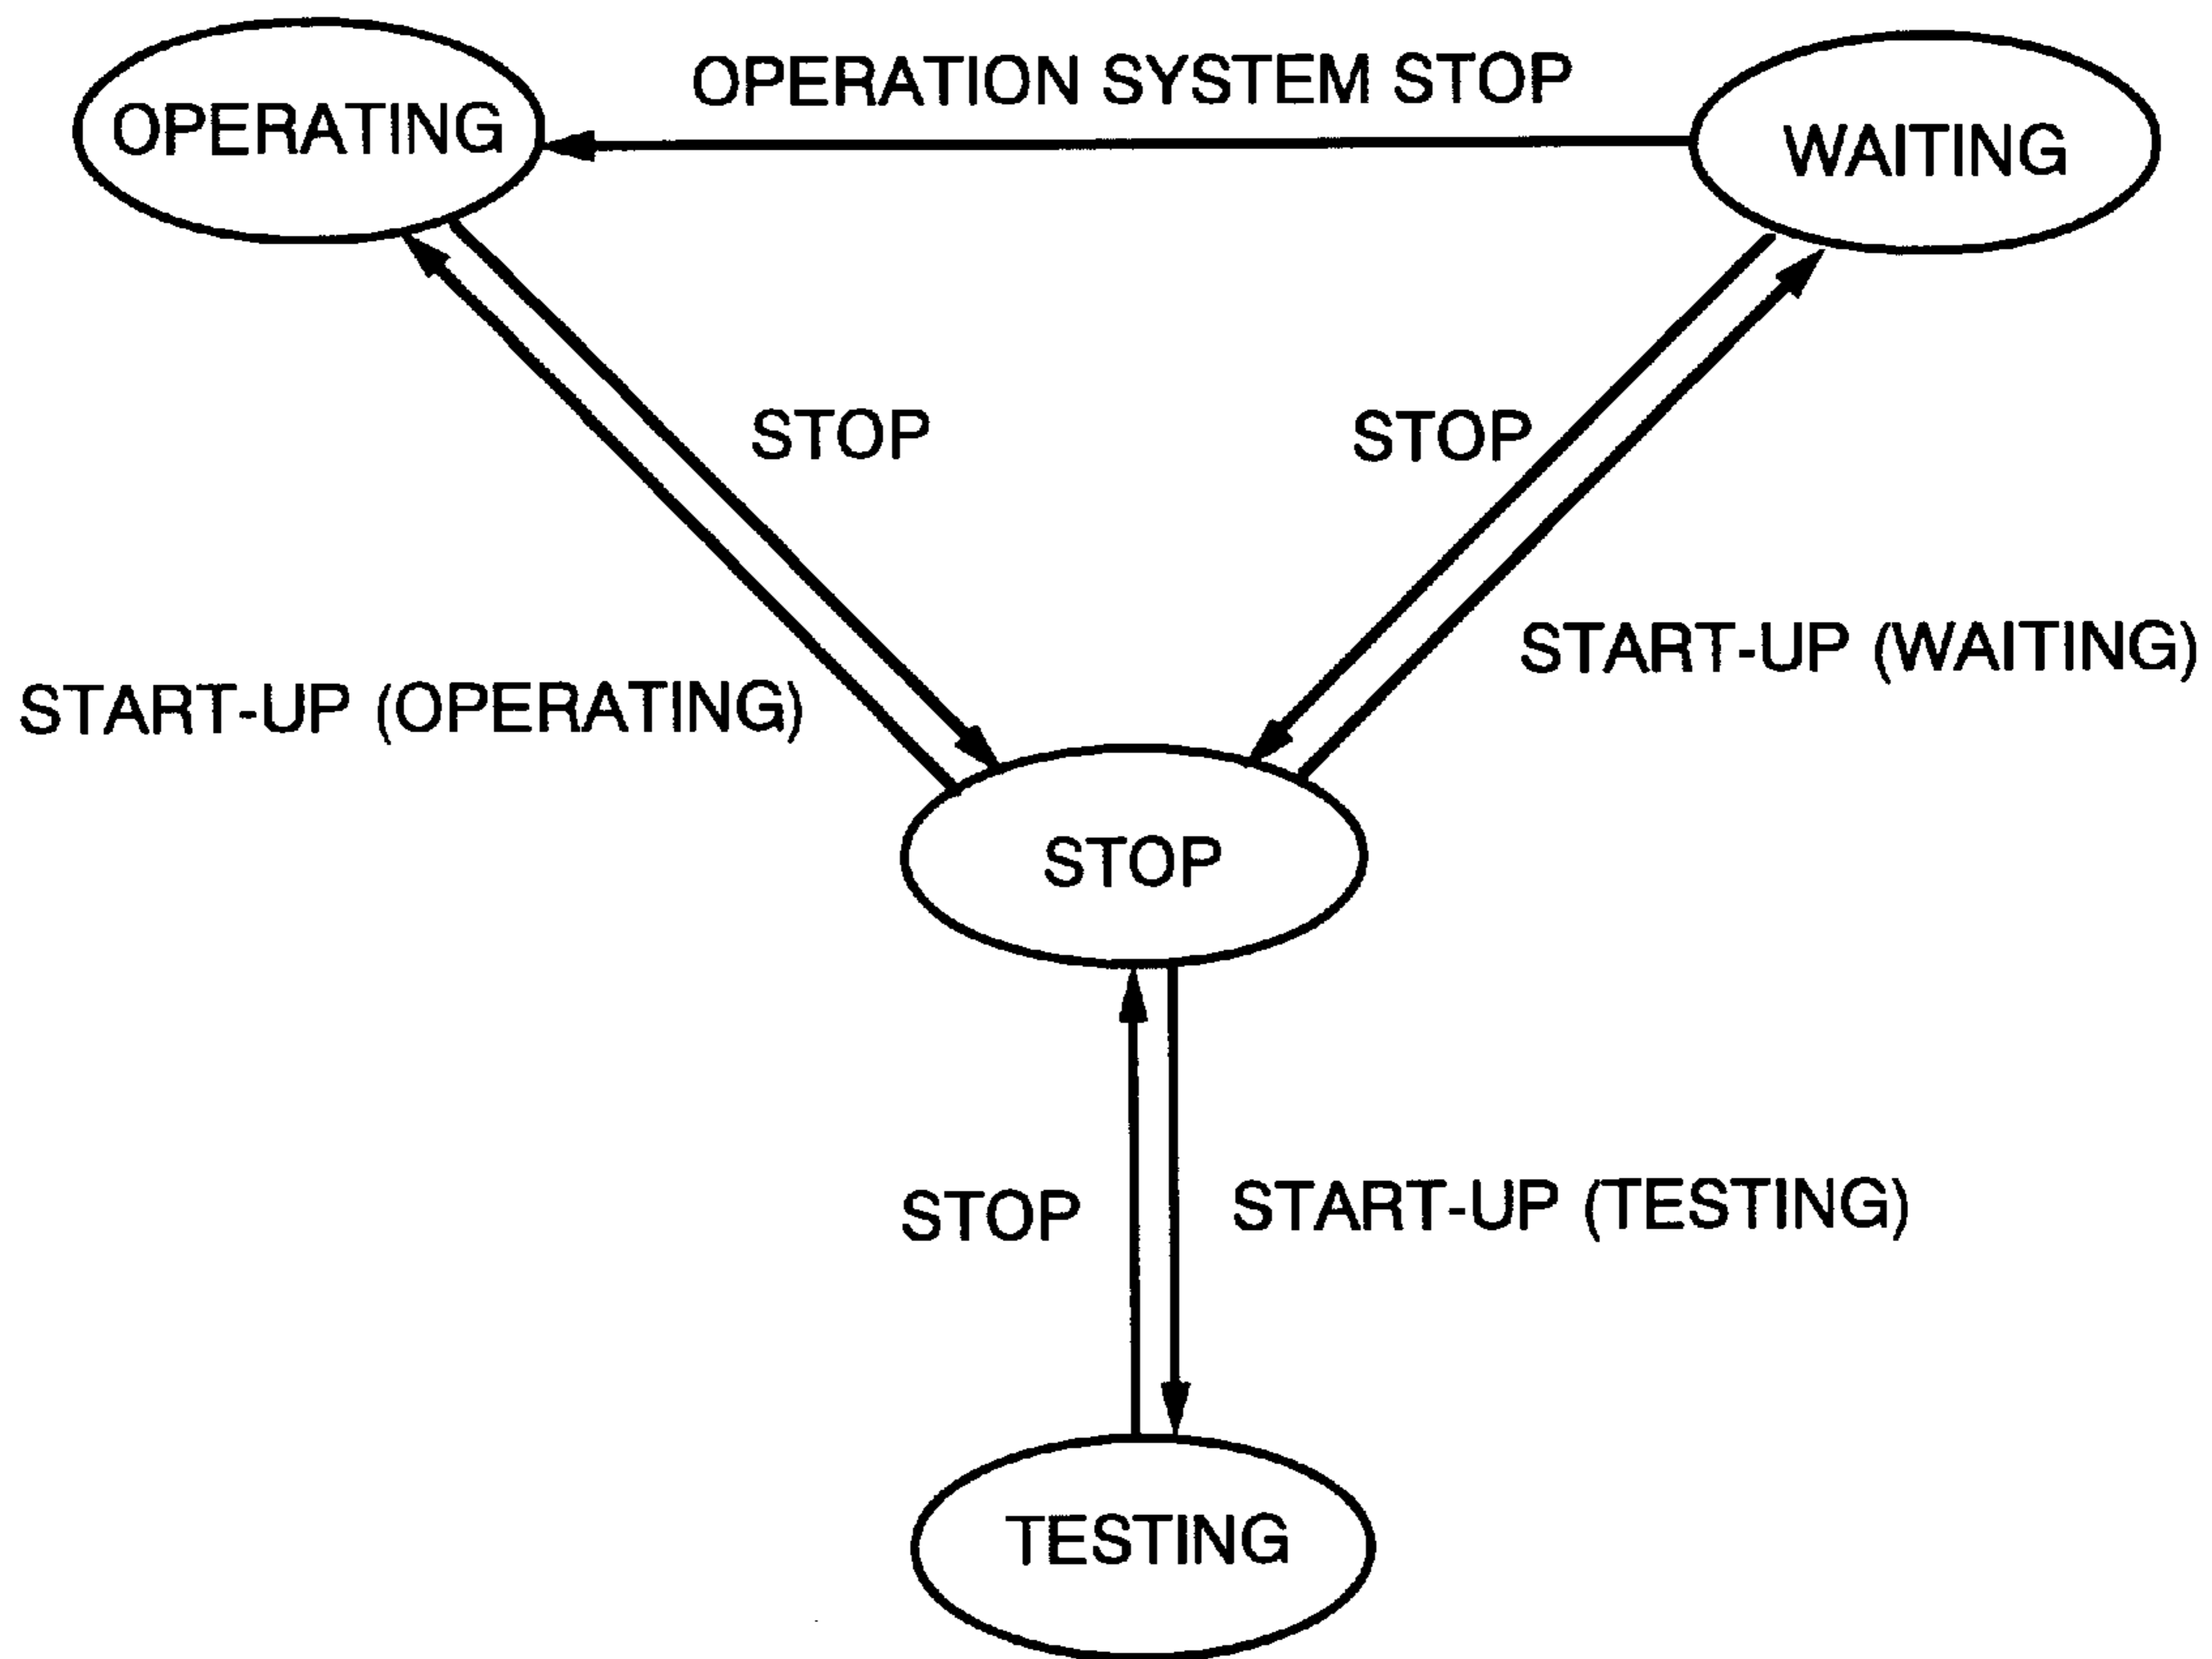 OPERATION SYSTEM STOP
OPERATING
WAITING
STOP
STOP
START-UP (WAITING)
START-UP (OPERATING)
STOP
STOP
START-UP (TESTING)
TESTING